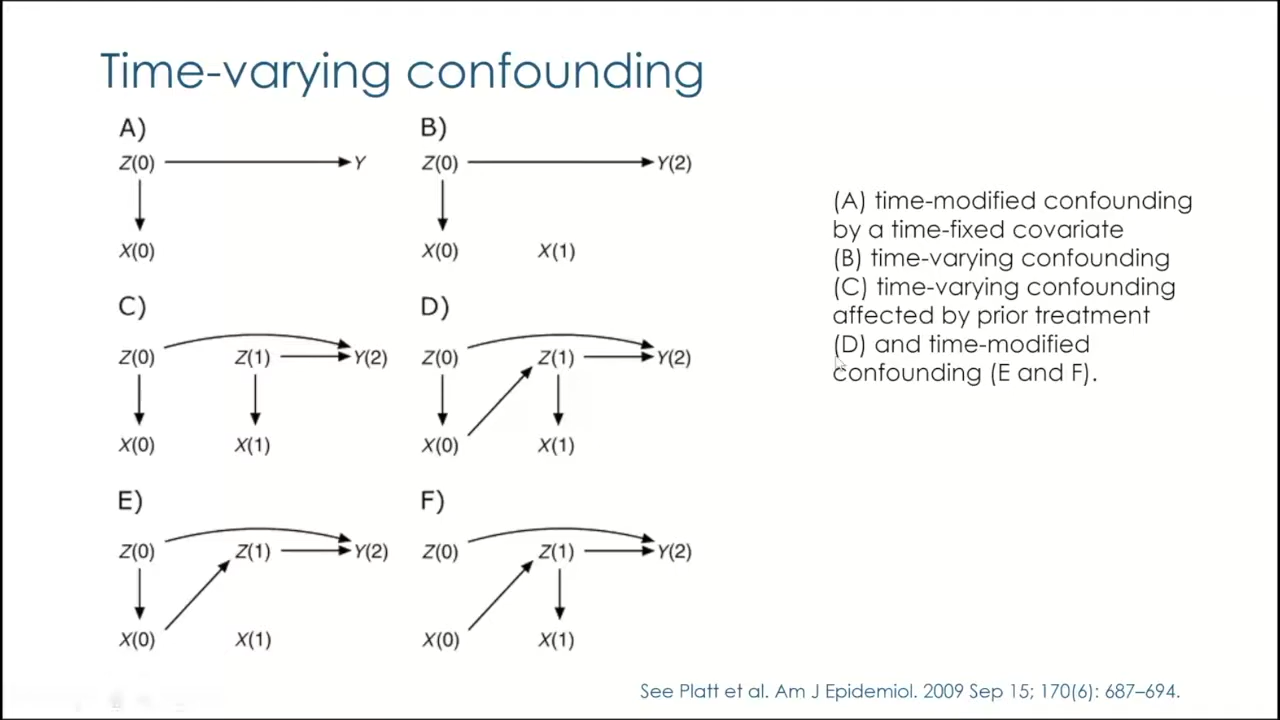 Time-varying confounding
A)
Z(0) Y
X(0)
B)
Z(0) Y(2)
X(0) X(1)
C)
Z(0) Z(1) Y(2)
X(0) X(1)
D)
Z(0) Z(1) Y(2)
X(0) X(1)
E)
Z(0) Z(1) Y(2)
X(0) X(1)
F)
Z(0) Z(1) Y(2)
X(0) X(1)
(A) time-modified confounding
by a time-fixed covariate
(B) time-varying confounding
(C) time-varying confounding
affected by prior treatment
(D) and time-modified
confounding (E and F).
See Platt et al. Am J Epidemiol. 2009 Sep 15; 170(6): 687–694.